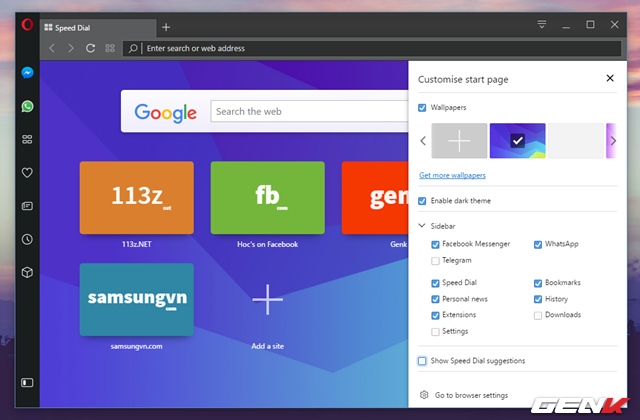 Speed Dial
Enter search or web address
Google
Search the web
113z_
.net
113z.NET
fb_
Hoc's on Facebook
gen
Genk
samsungvn
samsungvn.com
Add a site
Customise start page
Wallpapers
Get more wallpapers
Enable dark theme
Sidebar
Facebook Messenger
WhatsApp
Telegram
Speed Dial
Bookmarks
Personal news
History
Extensions
Downloads
Settings
Show Speed Dial suggestions
Go to browser settings
GENK